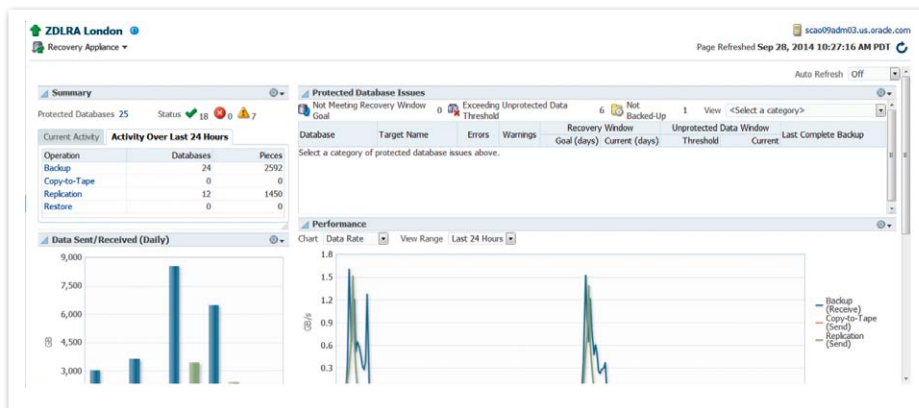 ZDLRA London
Recovery Appliance
scao09adm03.us.oracle.com
Page Refreshed Sep 28, 2014 10:27:16 AM PDT
Auto Refresh Off
Summary
Protected Databases 25 Status 18 0 7
Current Activity Activity Over Last 24 Hours
Operation Databases Pieces
Backup 24 2592
Copy-to-Tape 0 0
Replication 12 1450
Restore 0 0
Protected Database Issues
Not Meeting Recovery Window Goal 0 Exceeding Unprotected Data Threshold 6 Not Backed-Up 1 View <Select a category>
Database Target Name Errors Warnings Recovery Window Goal (days) Current (days) Unprotected Data Window Threshold Current Last Complete Backup
Select a category of protected database issues above.
Data Sent/Received (Daily)
9,000
7,500
6,000
4,500
3,000
GB
Performance
Chart Data Rate View Range Last 24 Hours
1.8
1.5
1.2
0.9
0.6
0.3
GB/s
Backup (Receive)
Copy-to-Tape (Send)
Replication (Send)